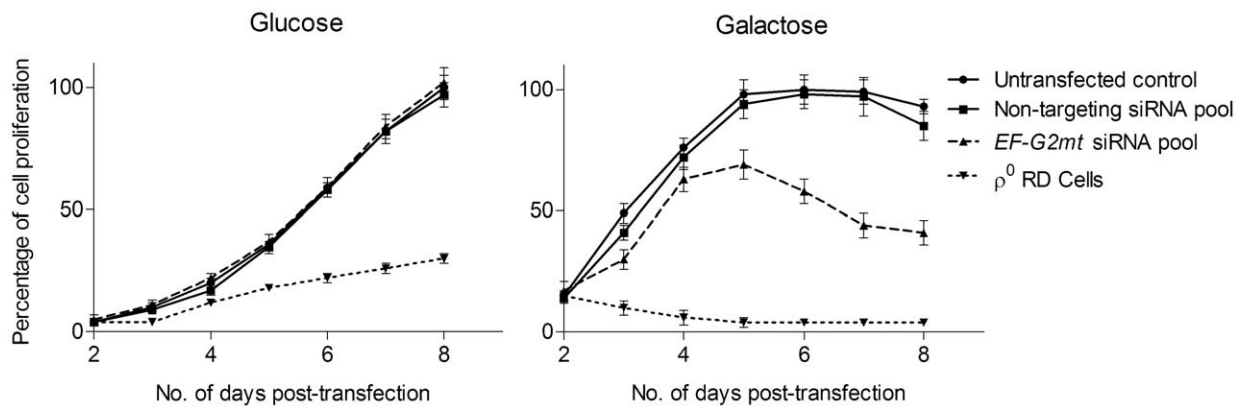 Glucose
Galactose
Percentage of cell proliferation
100
50
0
2
4
6
8
No. of days post-transfection
100
50
0
2
4
6
8
No. of days post-transfection
Untransfected control
Non-targeting siRNA pool
EF-G2mt siRNA pool
ρ⁰ RD Cells